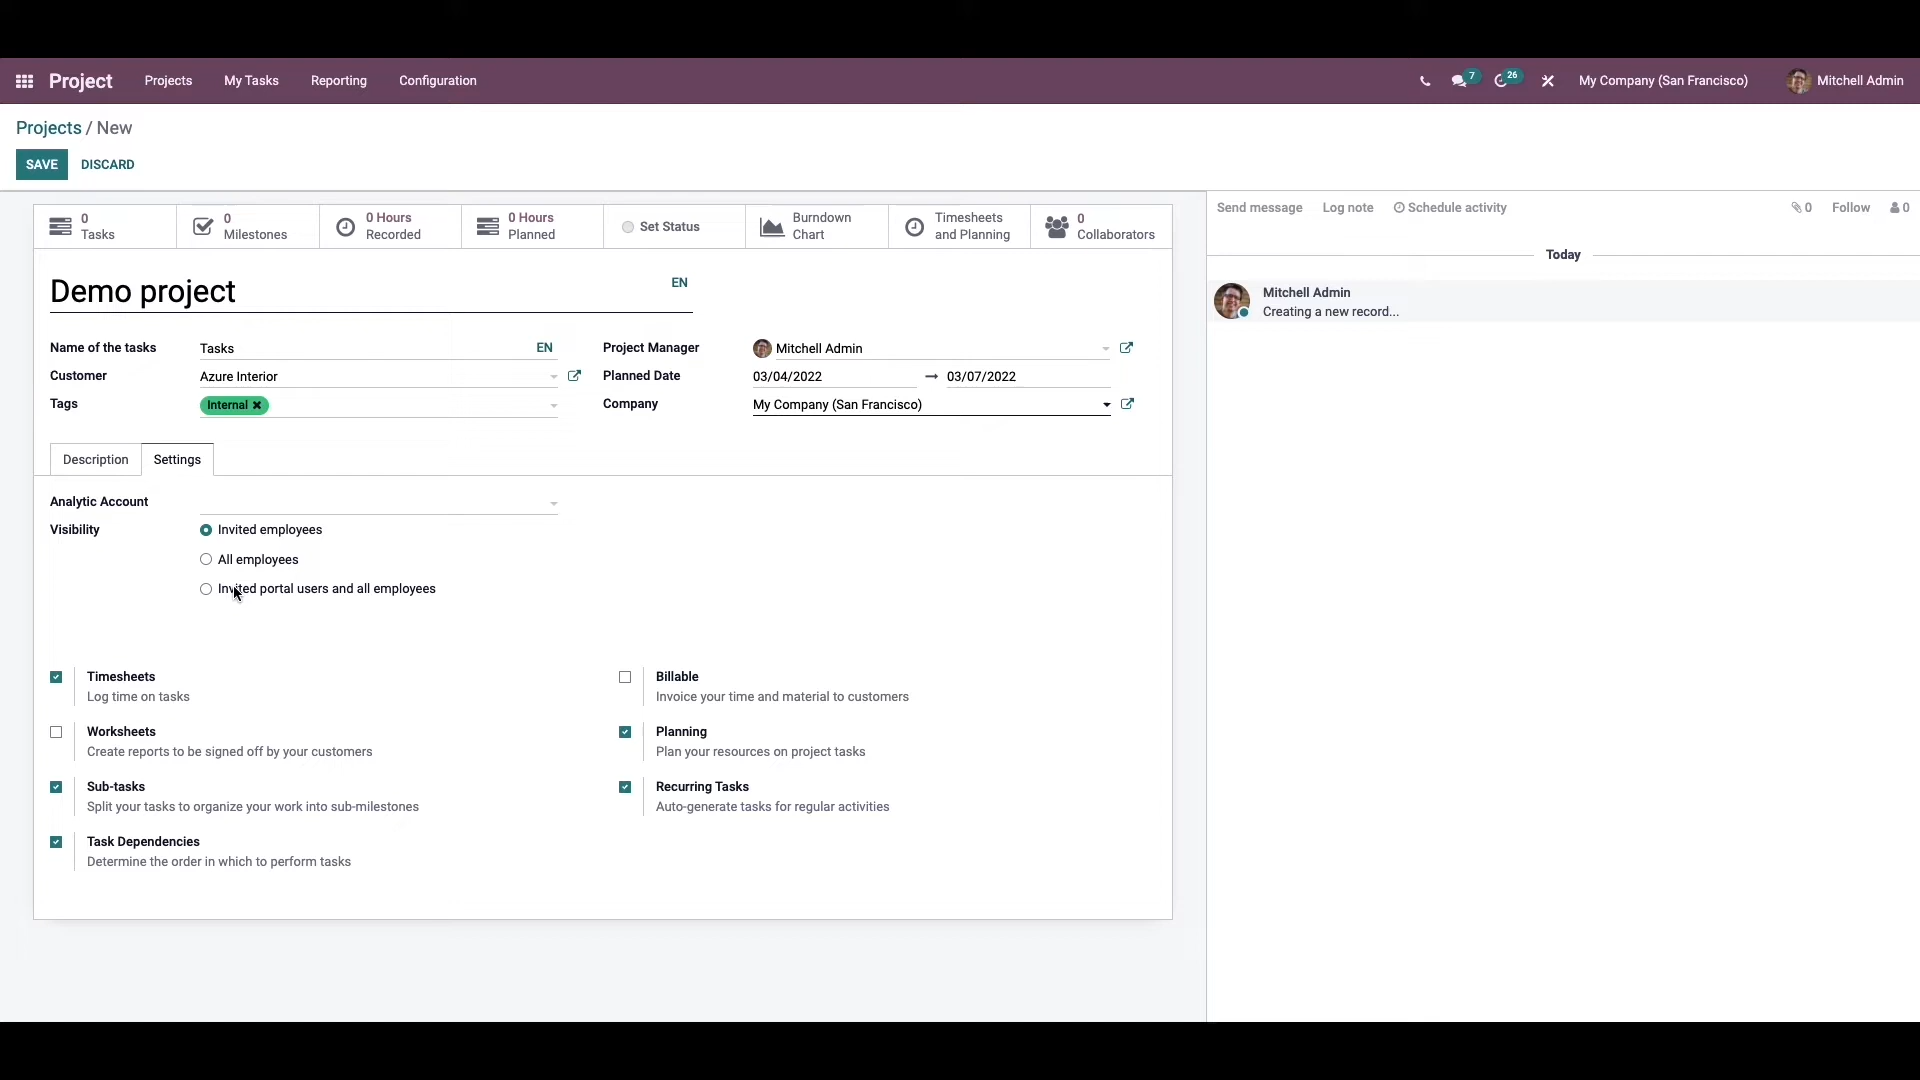 Project Projects My Tasks Reporting Configuration 7 26 My Company (San Francisco) Mitchell Admin
Projects / New
SAVE DISCARD
0 Tasks
0 Milestones
0 Hours Recorded
0 Hours Planned
Set Status
Burndown Chart
Timesheets and Planning
0 Collaborators
Send message Log note Schedule activity 0 Follow 0
Today
Mitchell Admin
Creating a new record...
Demo project EN
Name of the tasks Tasks EN
Project Manager Mitchell Admin
Customer Azure Interior
Planned Date 03/04/2022 → 03/07/2022
Tags Internal ✖
Company My Company (San Francisco)
Description Settings
Analytic Account
Visibility Invited employees
All employees
Invited portal users and all employees
Timesheets
Log time on tasks
Billable
Invoice your time and material to customers
Worksheets
Create reports to be signed off by your customers
Planning
Plan your resources on project tasks
Sub-tasks
Split your tasks to organize your work into sub-milestones
Recurring Tasks
Auto-generate tasks for regular activities
Task Dependencies
Determine the order in which to perform tasks